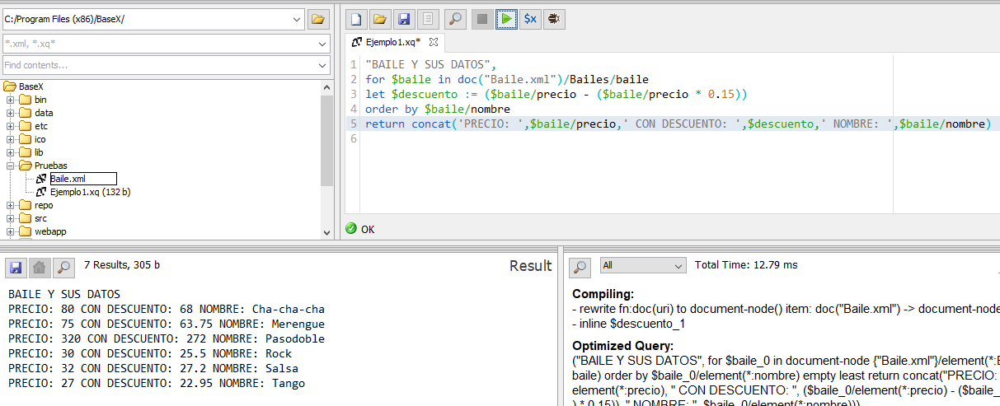 C:/Program Files (x86)/BaseX/
*.xml, *.xq*
Find contents...
BaseX
bin
data
etc
ico
lib
Pruebas
Baile.xml
Ejemplo1.xq (132 b)
repo
src
webapp
$x
Ejemplo1.xq*
1 "BAILE Y SUS DATOS",
2 for $baile in doc("Baile.xml")/Bailes/baile
3 let $descuento := ($baile/precio - ($baile/precio * 0.15))
4 order by $baile/nombre
5 return concat('PRECIO: ',$baile/precio,' CON DESCUENTO: ',$descuento,' NOMBRE: ',$baile/nombre)
6
OK
7 Results, 305 b
Result
BAILE Y SUS DATOS
PRECIO: 80 CON DESCUENTO: 68 NOMBRE: Cha-cha-cha
PRECIO: 75 CON DESCUENTO: 63.75 NOMBRE: Merengue
PRECIO: 320 CON DESCUENTO: 272 NOMBRE: Pasodoble
PRECIO: 30 CON DESCUENTO: 25.5 NOMBRE: Rock
PRECIO: 32 CON DESCUENTO: 27.2 NOMBRE: Salsa
PRECIO: 27 CON DESCUENTO: 22.95 NOMBRE: Tango
All
Total Time: 12.79 ms
Compiling:
- rewrite fn:doc(uri) to document-node() item: doc("Baile.xml") -> document-node
- inline $descuento_1
Optimized Query:
("BAILE Y SUS DATOS", for $baile_0 in document-node {"Baile.xml"}/element(*:
baile) order by $baile_0/element(*:nombre) empty least return concat("PRECIO:
element(*:precio), " CON DESCUENTO: ", ($baile_0/element(*:precio) - ($baile_
) * 0.15)), " NOMBRE: ", $baile_0/element(*:nombre)))